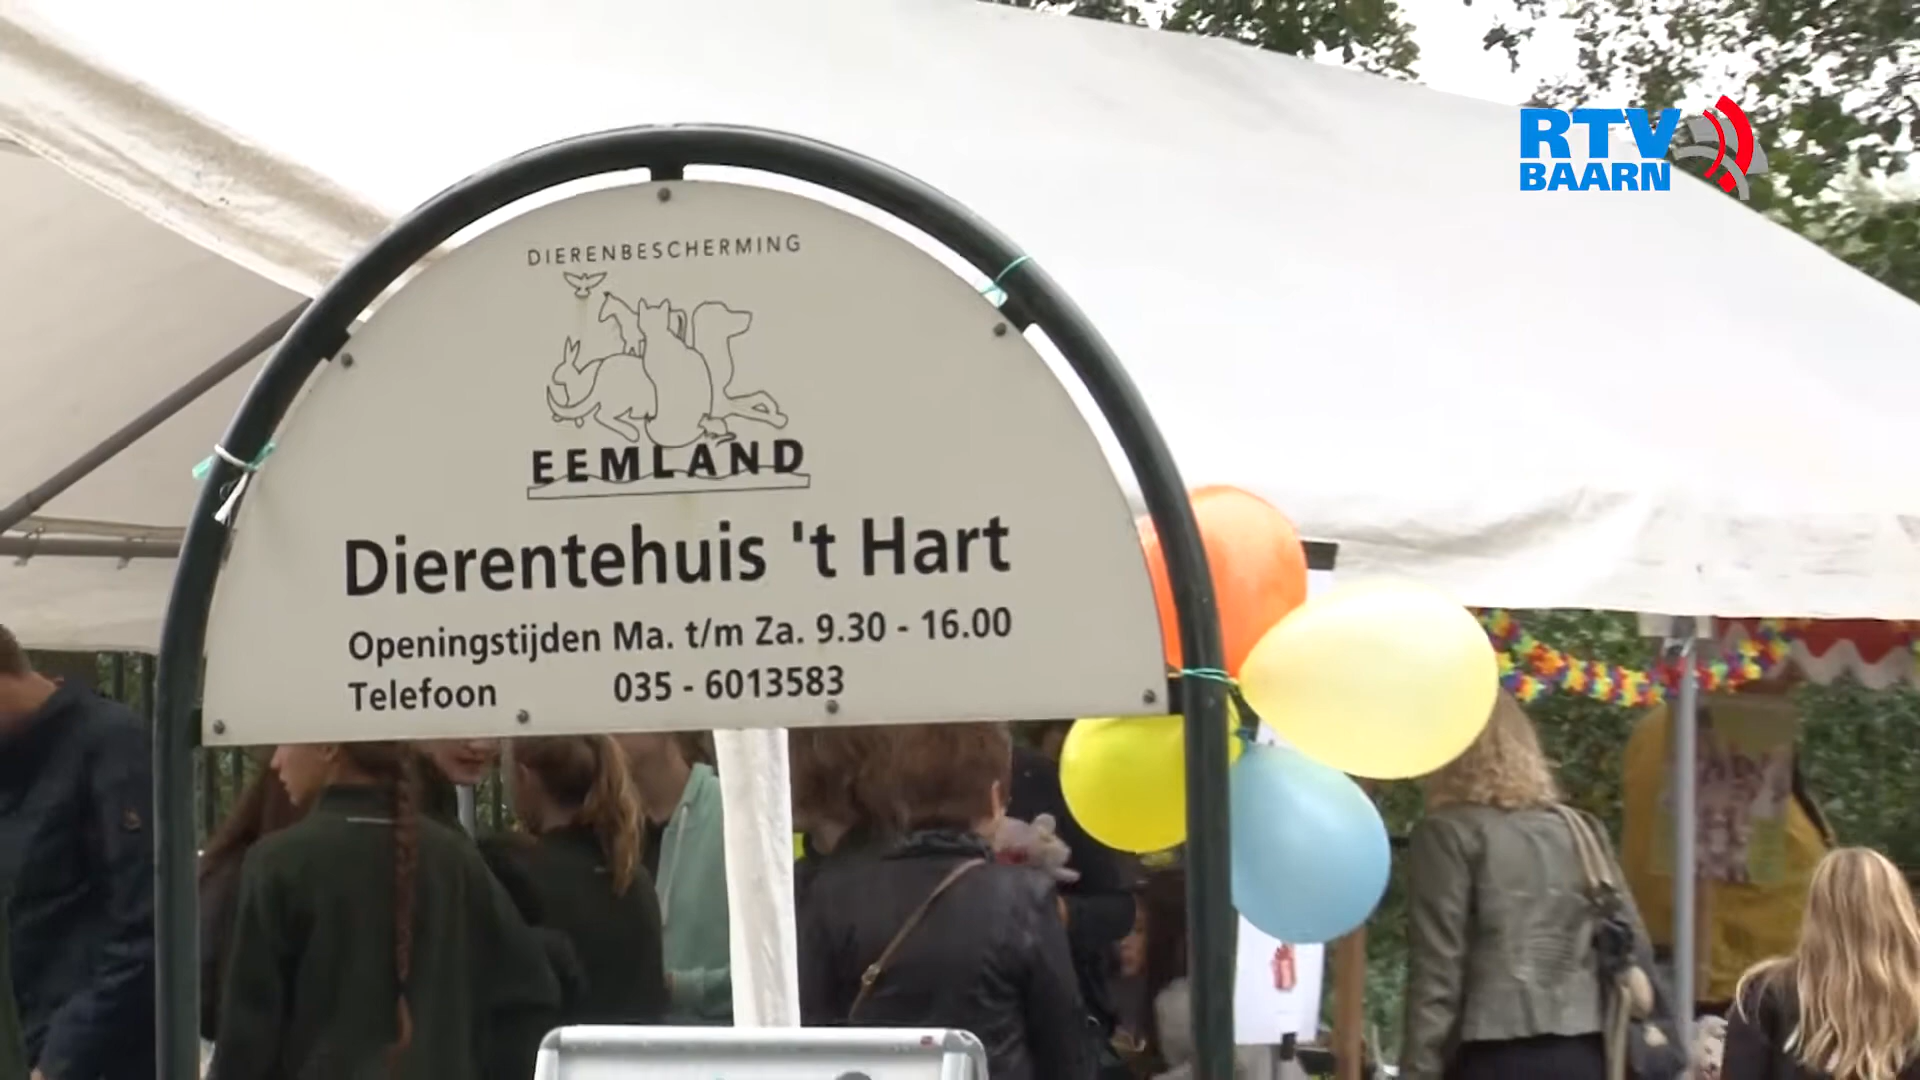 RTV
BAARN
DIERENBESCHERMING
EEMLAND
Dierentehuis 't Hart
Openingstijden Ma. t/m Za. 9.30 - 16.00
Telefoon 035 - 6013583